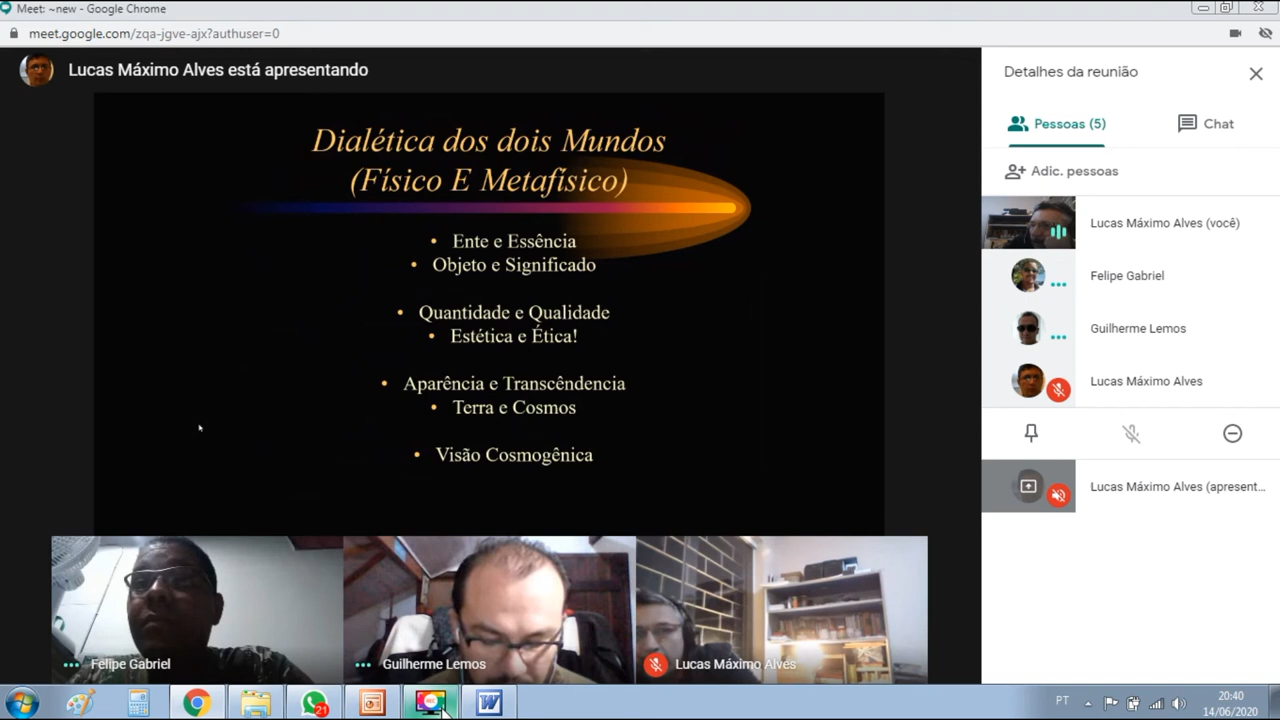 Meet: ~new - Google Chrome
meet.google.com/zqa-jgve-ajx?authuser=0
Lucas Máximo Alves está apresentando
Dialética dos dois Mundos
(Físico E Metafísico)
• Ente e Essência
• Objeto e Significado
• Quantidade e Qualidade
• Estética e Ética!
• Aparência e Transcêndencia
• Terra e Cosmos
• Visão Cosmogênica
Felipe Gabriel
Guilherme Lemos
Lucas Máximo Alves
Detalhes da reunião
Pessoas (5)
Chat
Adic. pessoas
Lucas Máximo Alves (você)
Felipe Gabriel
Guilherme Lemos
Lucas Máximo Alves
Lucas Máximo Alves (apresent...
21
REC
W
PT
20:40
14/06/2020